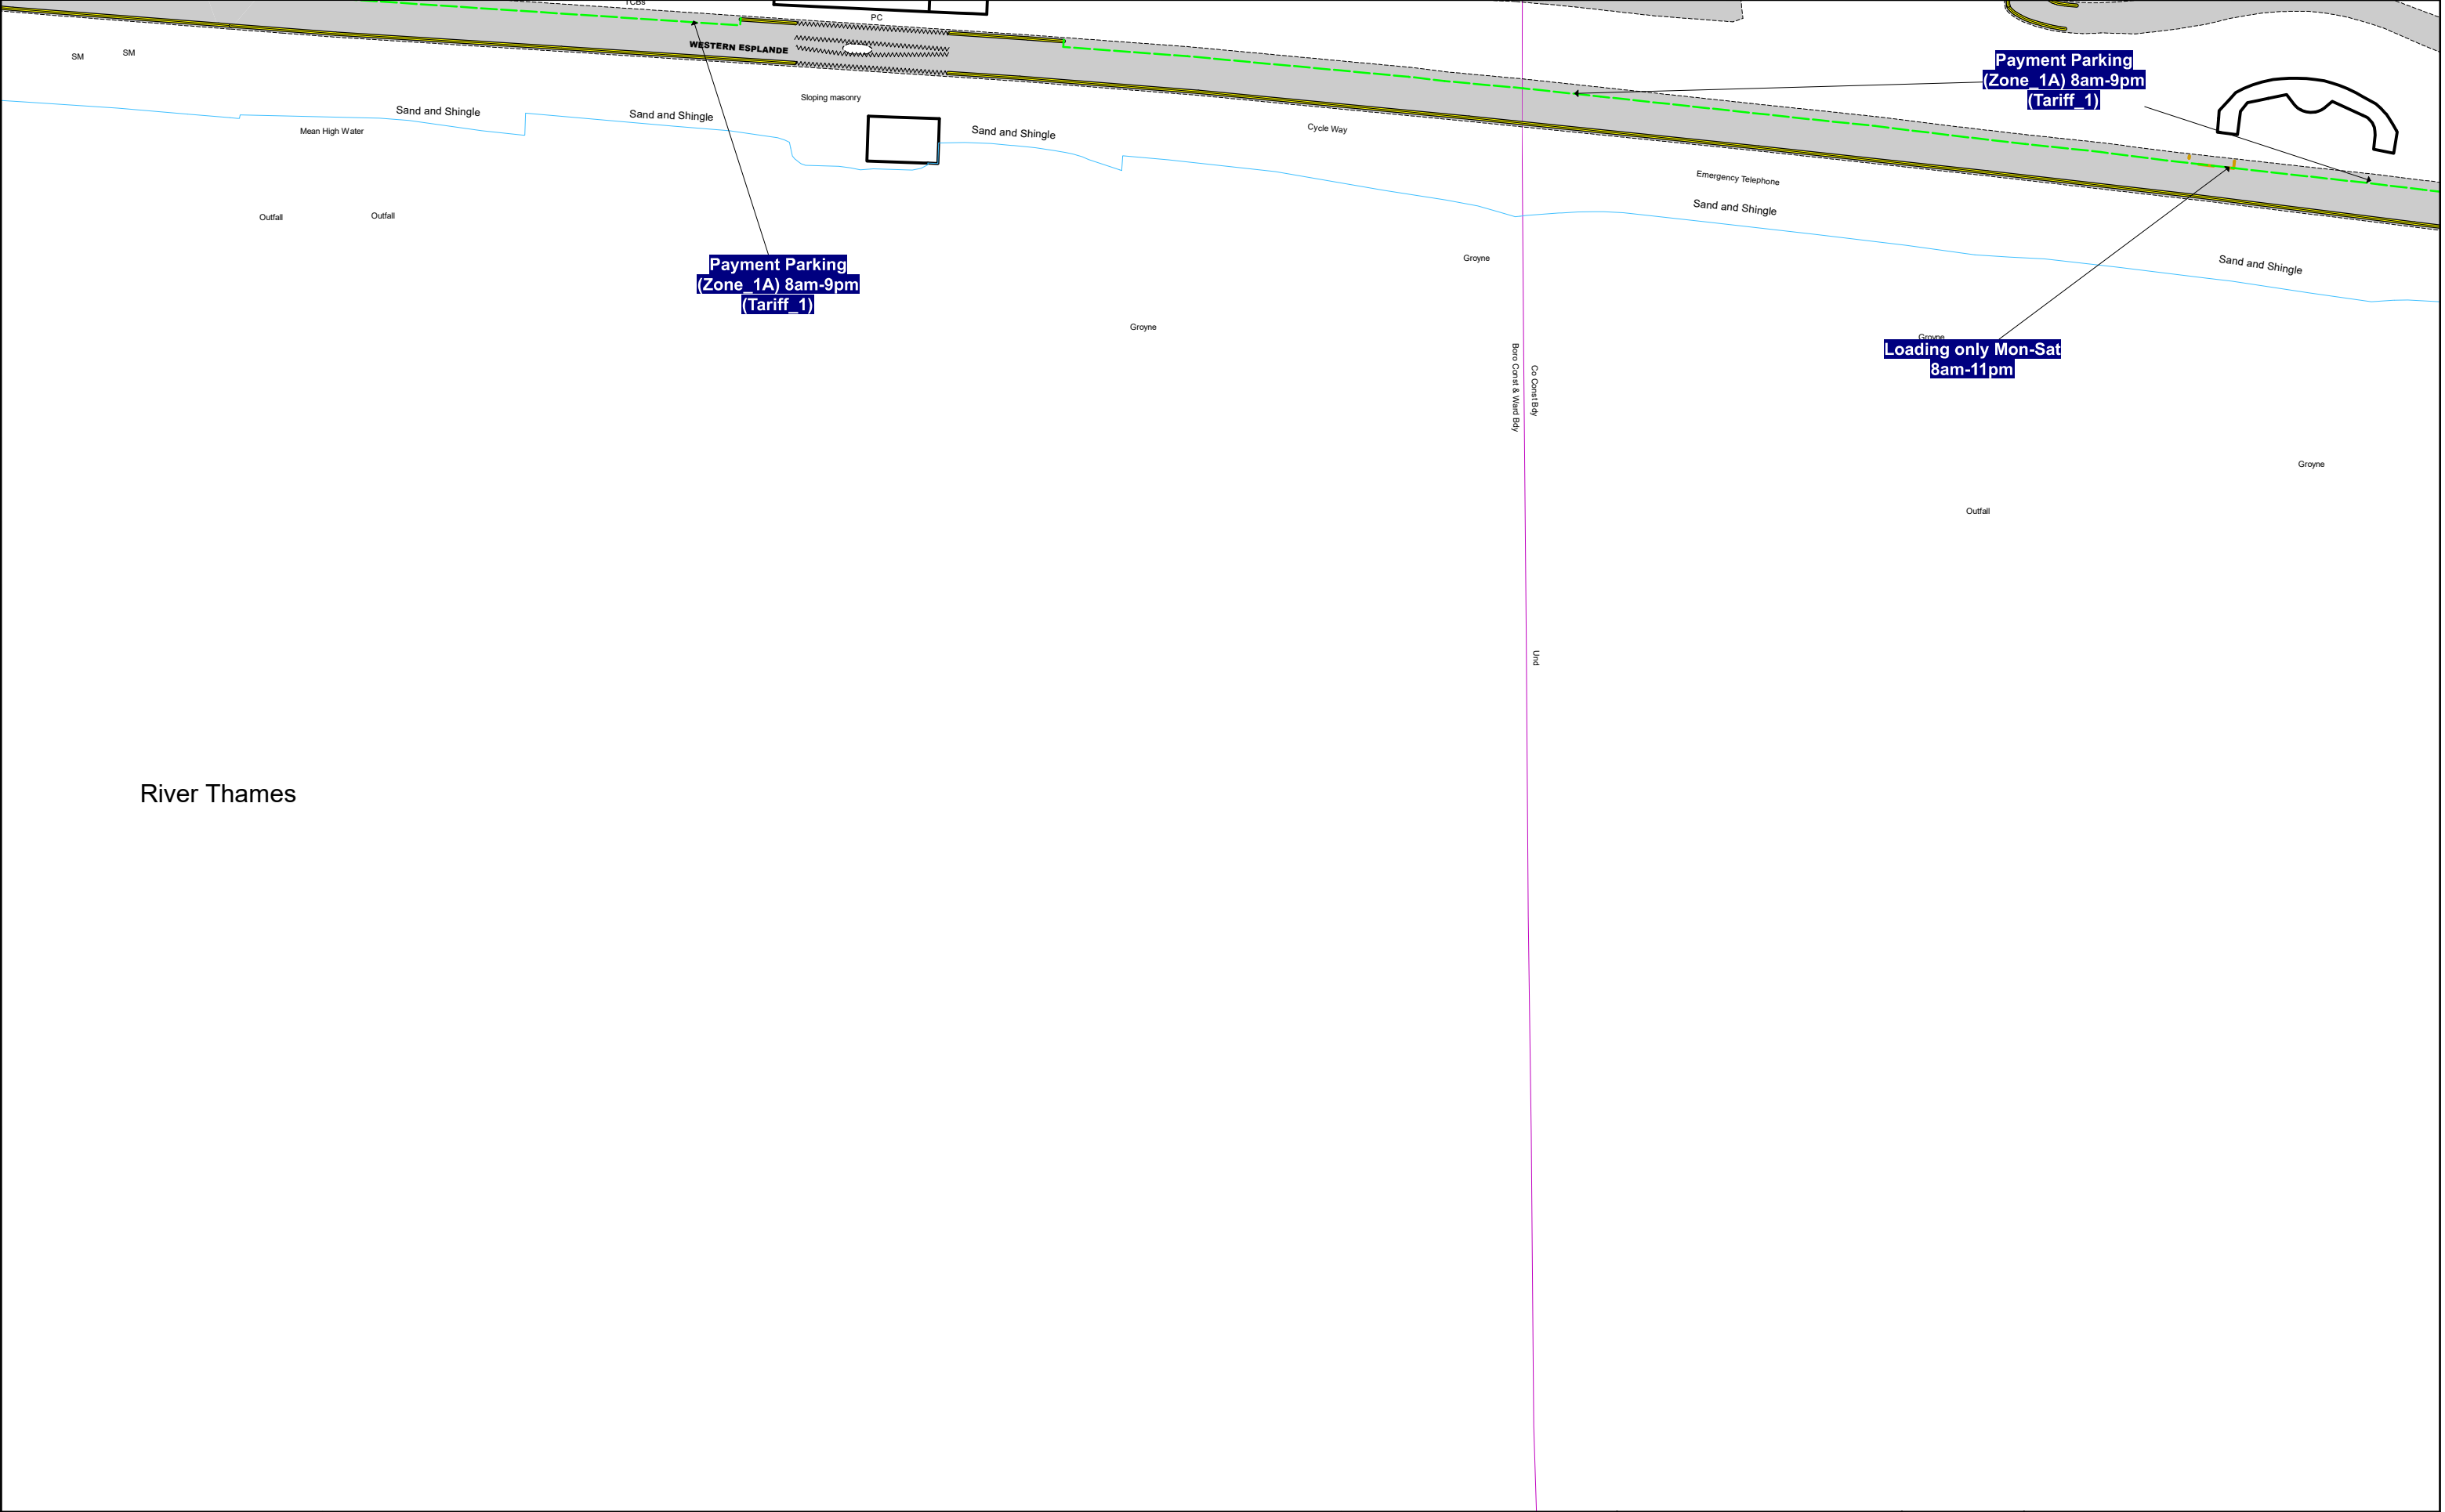 TCBs
PC
WESTERN ESPLANDE
SM
SM
Payment Parking
(Zone_1A) 8am-9pm
(Tariff_1)
Sloping masonry
Sand and Shingle
Sand and Shingle
Mean High Water
Sand and Shingle
Cycle Way
Emergency Telephone
Sand and Shingle
Outfall
Outfall
Payment Parking
(Zone_1A) 8am-9pm
(Tariff_1)
Groyne
Sand and Shingle
Groyne
Groyne
Loading only Mon-Sat
8am-11pm
Boro Const & Ward Bdy
Co Const Bdy
Groyne
Outfall
Und
River Thames